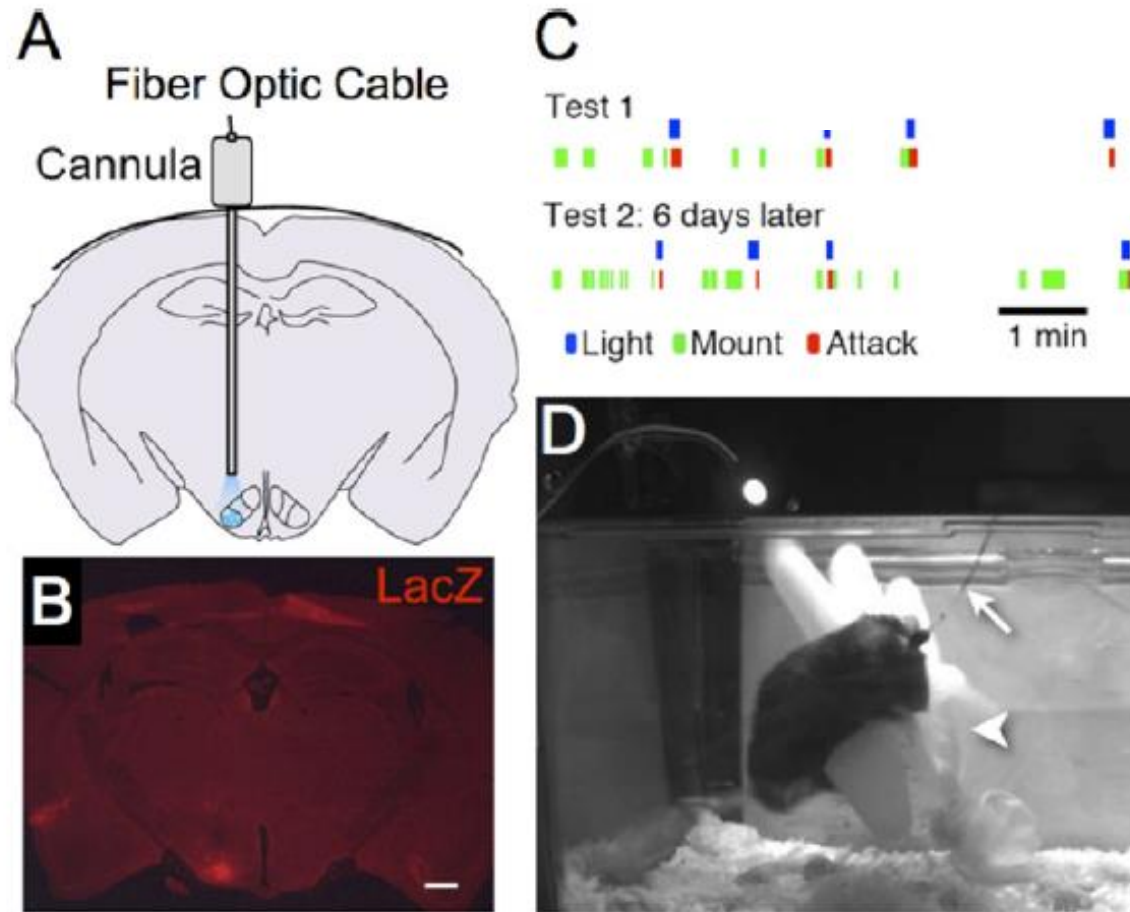 A
Fiber Optic Cable
Cannula
B
LacZ
C
Test 1
Test 2: 6 days later
1 min
Light Mount Attack
D